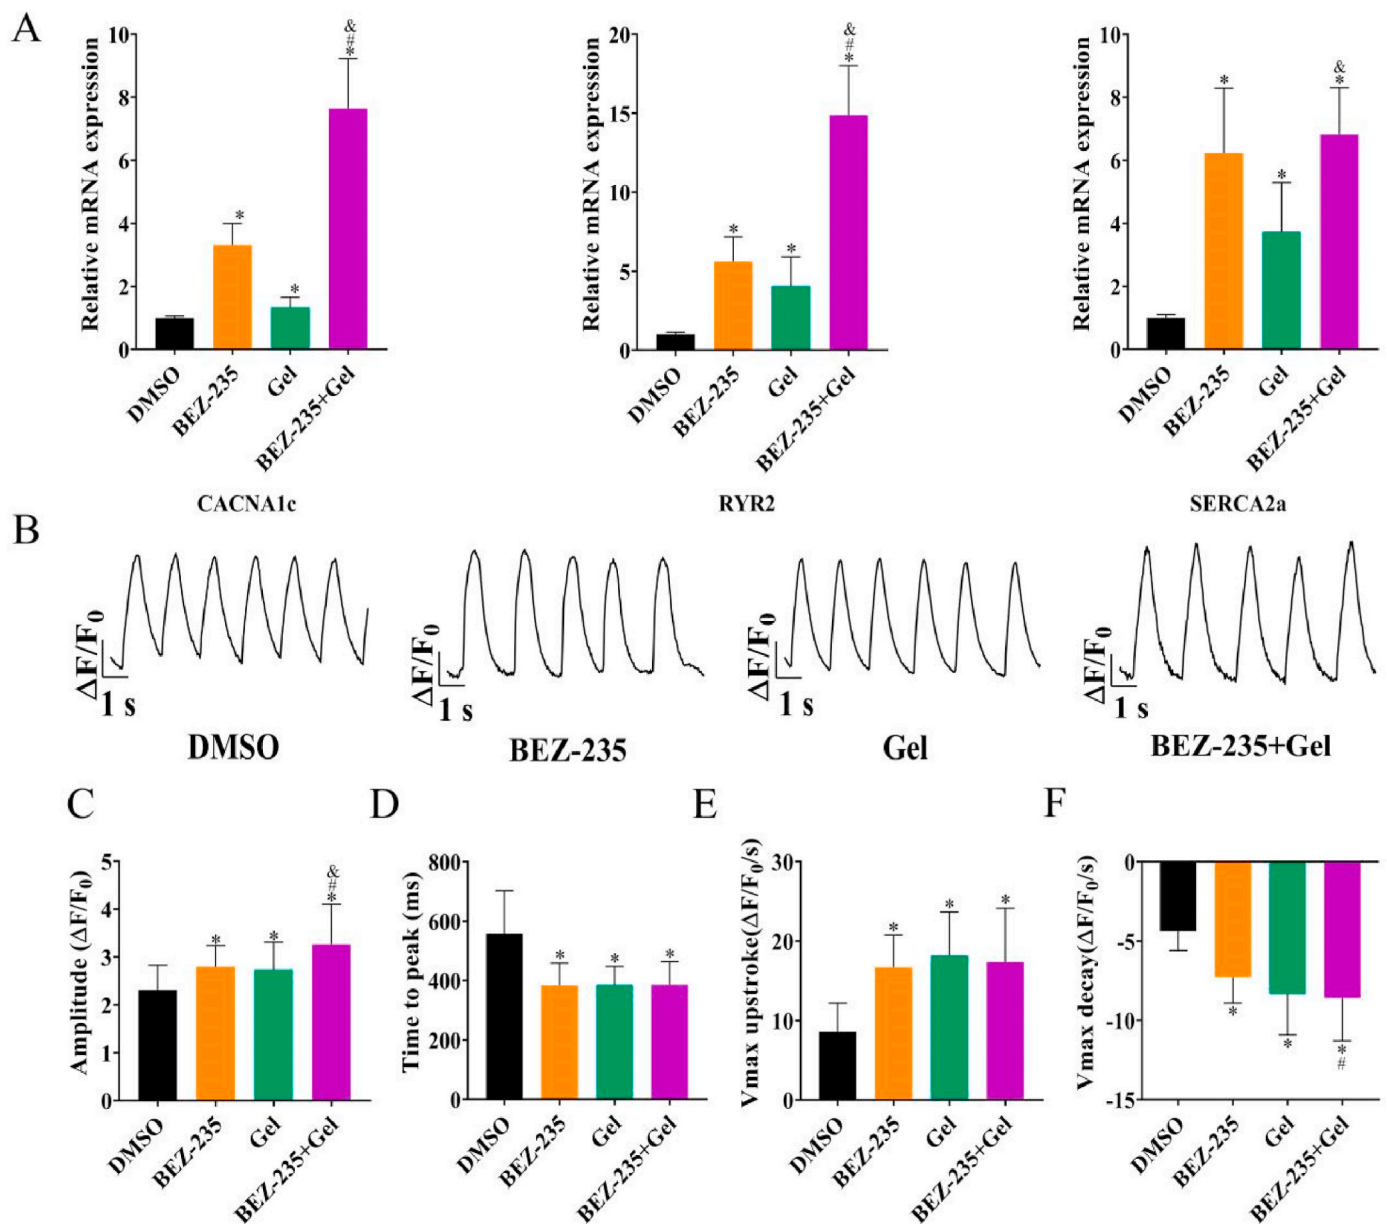 A
Relative mRNA expression
10
8
6
4
2
0
*
*
&
#
*
DMSO
BEZ-235
Gel
BEZ-235+Gel
CACNA1c
Relative mRNA expression
20
15
10
5
0
*
*
&
#
*
DMSO
BEZ-235
Gel
BEZ-235+Gel
RYR2
Relative mRNA expression
10
8
6
4
2
0
*
*
&
*
DMSO
BEZ-235
Gel
BEZ-235+Gel
SERCA2a
B
ΔF/F0
1 s
DMSO
ΔF/F0
1 s
BEZ-235
ΔF/F0
1 s
Gel
ΔF/F0
1 s
BEZ-235+Gel
C
Amplitude (ΔF/F0)
5
4
3
2
1
0
*
*
&
#
*
DMSO
BEZ-235
Gel
BEZ-235+Gel
D
Time to peak (ms)
800
600
400
200
0
*
*
*
DMSO
BEZ-235
Gel
BEZ-235+Gel
E
Vmax upstroke(ΔF/F0/s)
30
20
10
0
*
*
*
DMSO
BEZ-235
Gel
BEZ-235+Gel
F
Vmax decay(ΔF/F0/s)
0
-5
-10
-15
*
*
*
#
DMSO
BEZ-235
Gel
BEZ-235+Gel